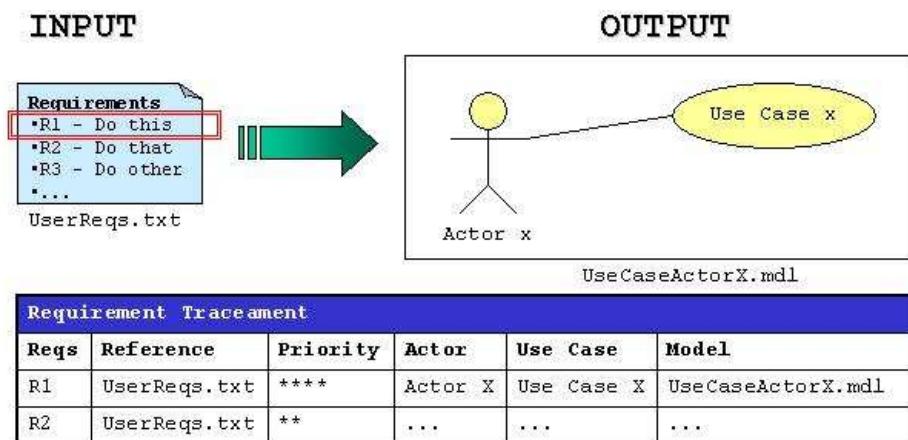 INPUT
OUTPUT
Requirements
•R1 - Do this
•R2 - Do that
•R3 - Do other
•...
UserReqs.txt
Use Case x
Actor x
UseCaseActorX.mdl
Requirement Traceament
Reqs Reference Priority Actor Use Case Model
R1 UserReqs.txt **** Actor X Use Case X UseCaseActorX.mdl
R2 UserReqs.txt ** ... ... ...